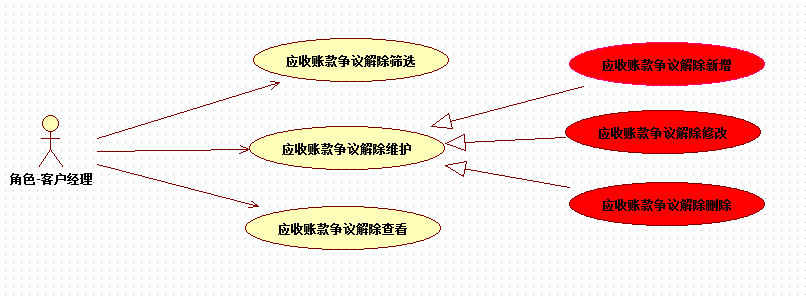 应收账款争议解除筛选
应收账款争议解除新增
应收账款争议解除修改
应收账款争议解除维护
角色-客户经理
应收账款争议解除删除
应收账款争议解除查看